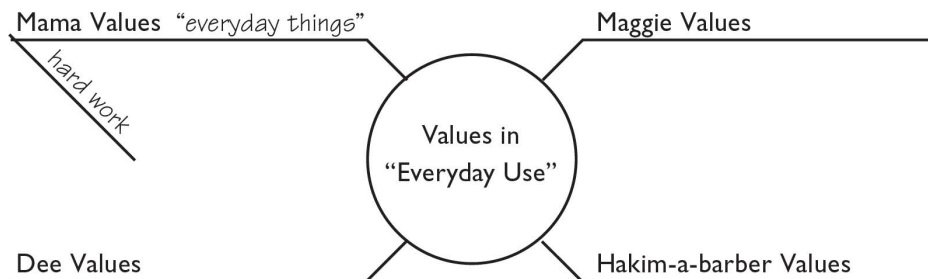 Mama Values “everyday things”
Maggie Values
hard work
Values in
“Everyday Use”
Dee Values
Hakim-a-barber Values